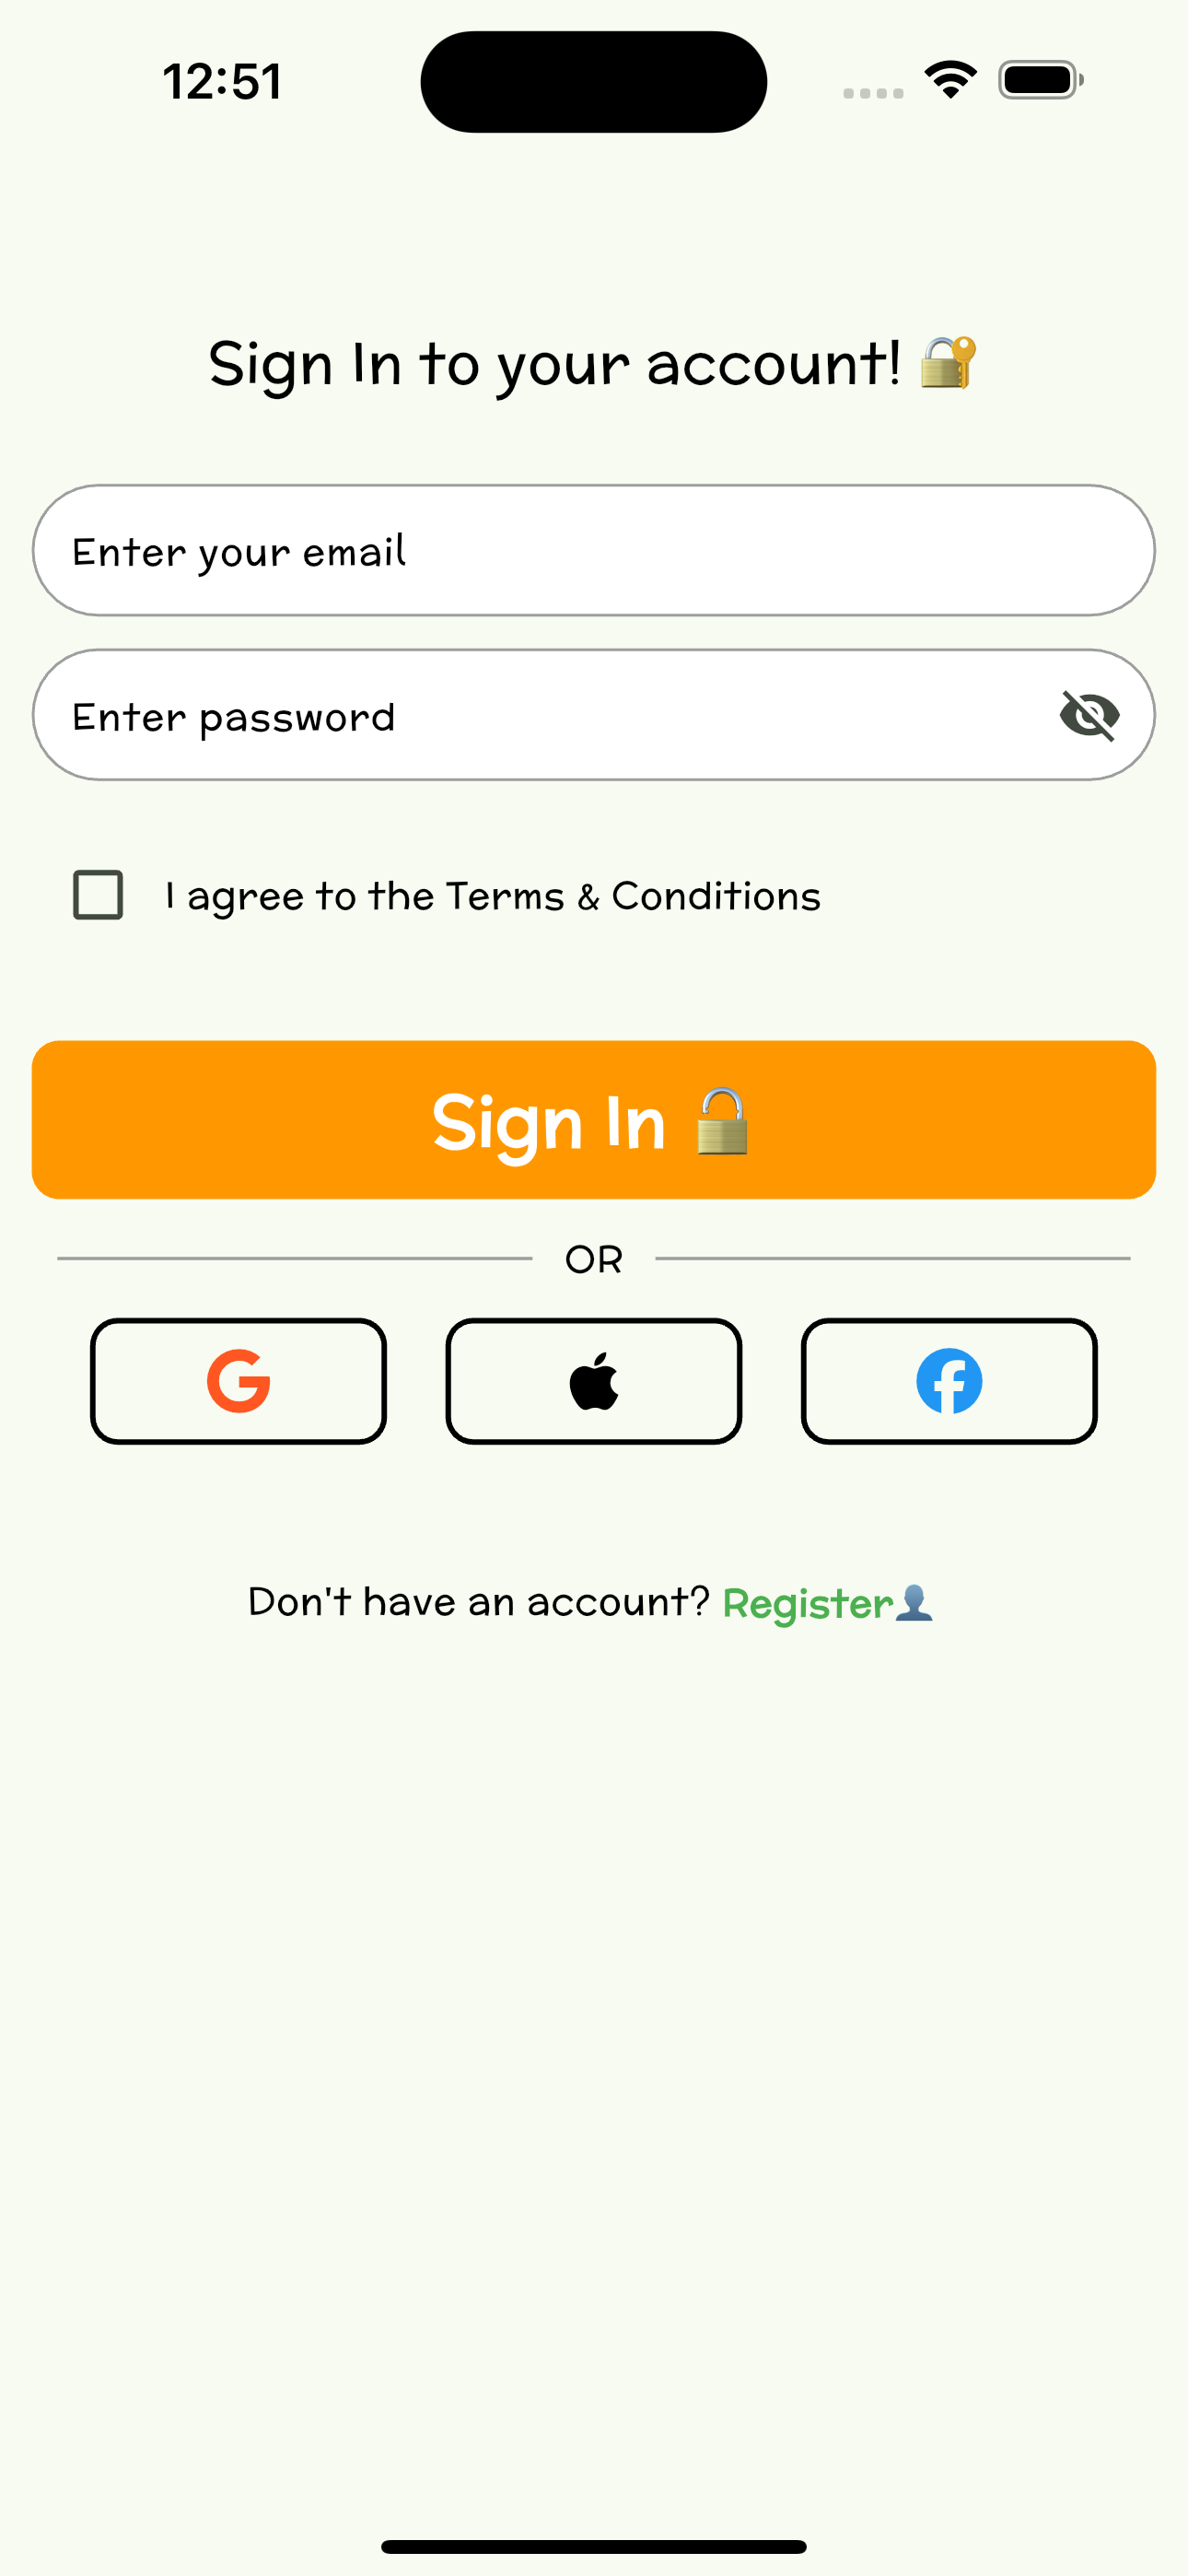 12:51
Sign In to your account! 🔐
Enter your email
Enter password
I agree to the Terms & Conditions
Sign In 🔓
OR
Don't have an account? Register👤